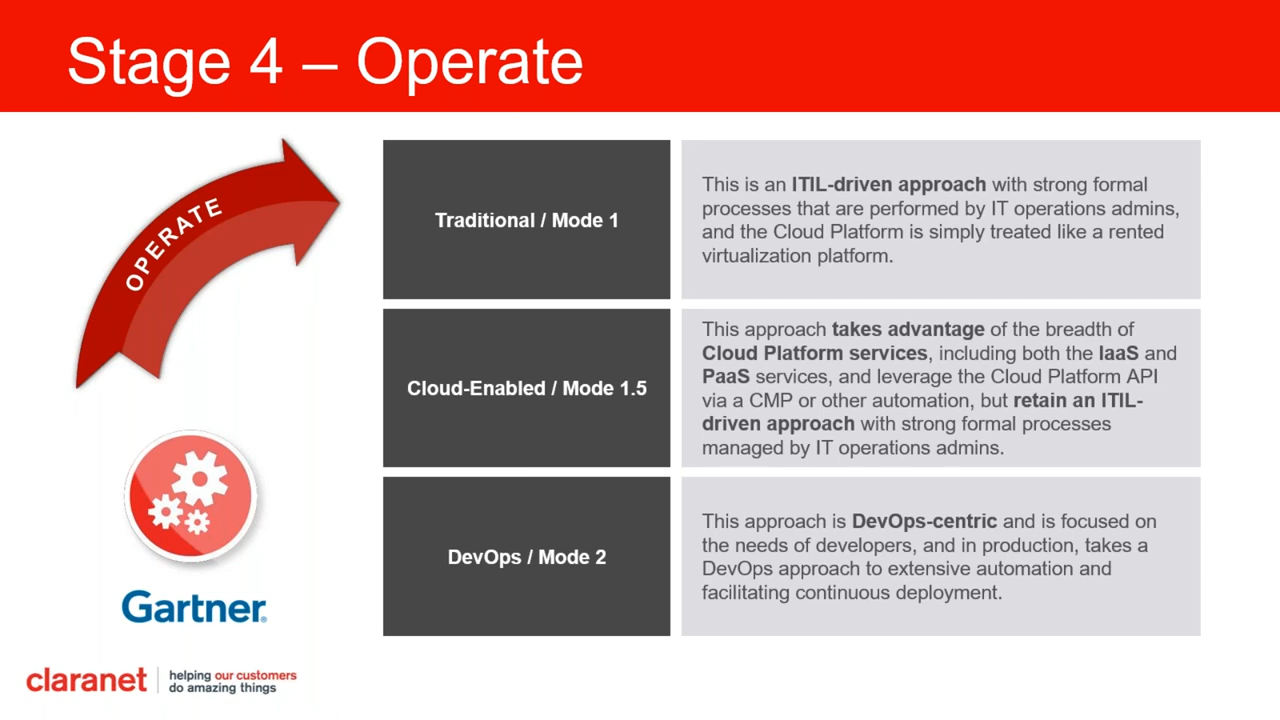 Stage 4 – Operate
OPERATE
Traditional / Mode 1
This is an ITIL-driven approach with strong formal
processes that are performed by IT operations admins,
and the Cloud Platform is simply treated like a rented
virtualization platform.
Cloud-Enabled / Mode 1.5
This approach takes advantage of the breadth of
Cloud Platform services, including both the IaaS and
PaaS services, and leverage the Cloud Platform API
via a CMP or other automation, but retain an ITIL-
driven approach with strong formal processes
managed by IT operations admins.
DevOps / Mode 2
This approach is DevOps-centric and is focused on
the needs of developers, and in production, takes a
DevOps approach to extensive automation and
facilitating continuous deployment.
Gartner®
claranet
helping our customers
do amazing things